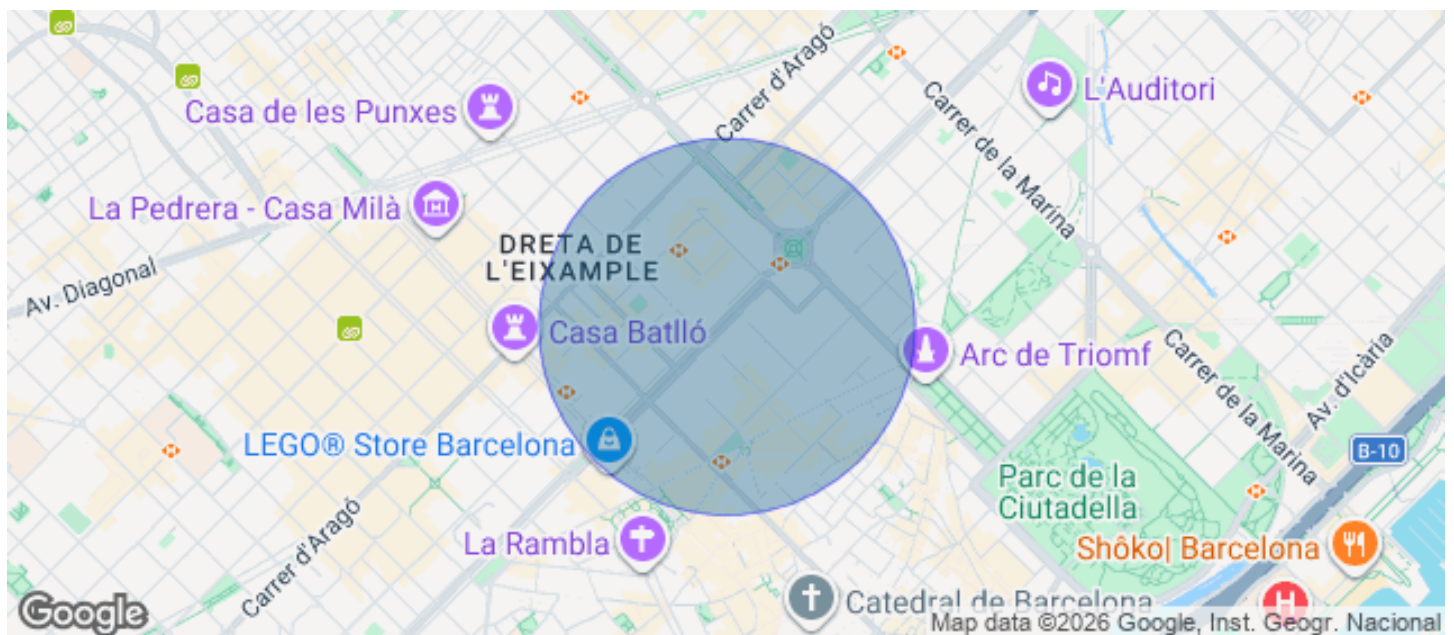 Carrer d'Aragó
L'Auditori
Casa de les Punxes
Carrer de la Marina
La Pedrera - Casa Milà
DRETA DE
L'EIXAMPLE
Av. Diagonal
Casa Batlló
Arc de Triomf
Carrer de la Marina
Av. d'Icària
LEGO® Store Barcelona
B-10
Parc de la
Ciutadella
Carrer d'Aragó
La Rambla
Shôko| Barcelona
H
Catedral de Barcelona
Google
Map data ©2026 Google, Inst. Geogr. Nacional